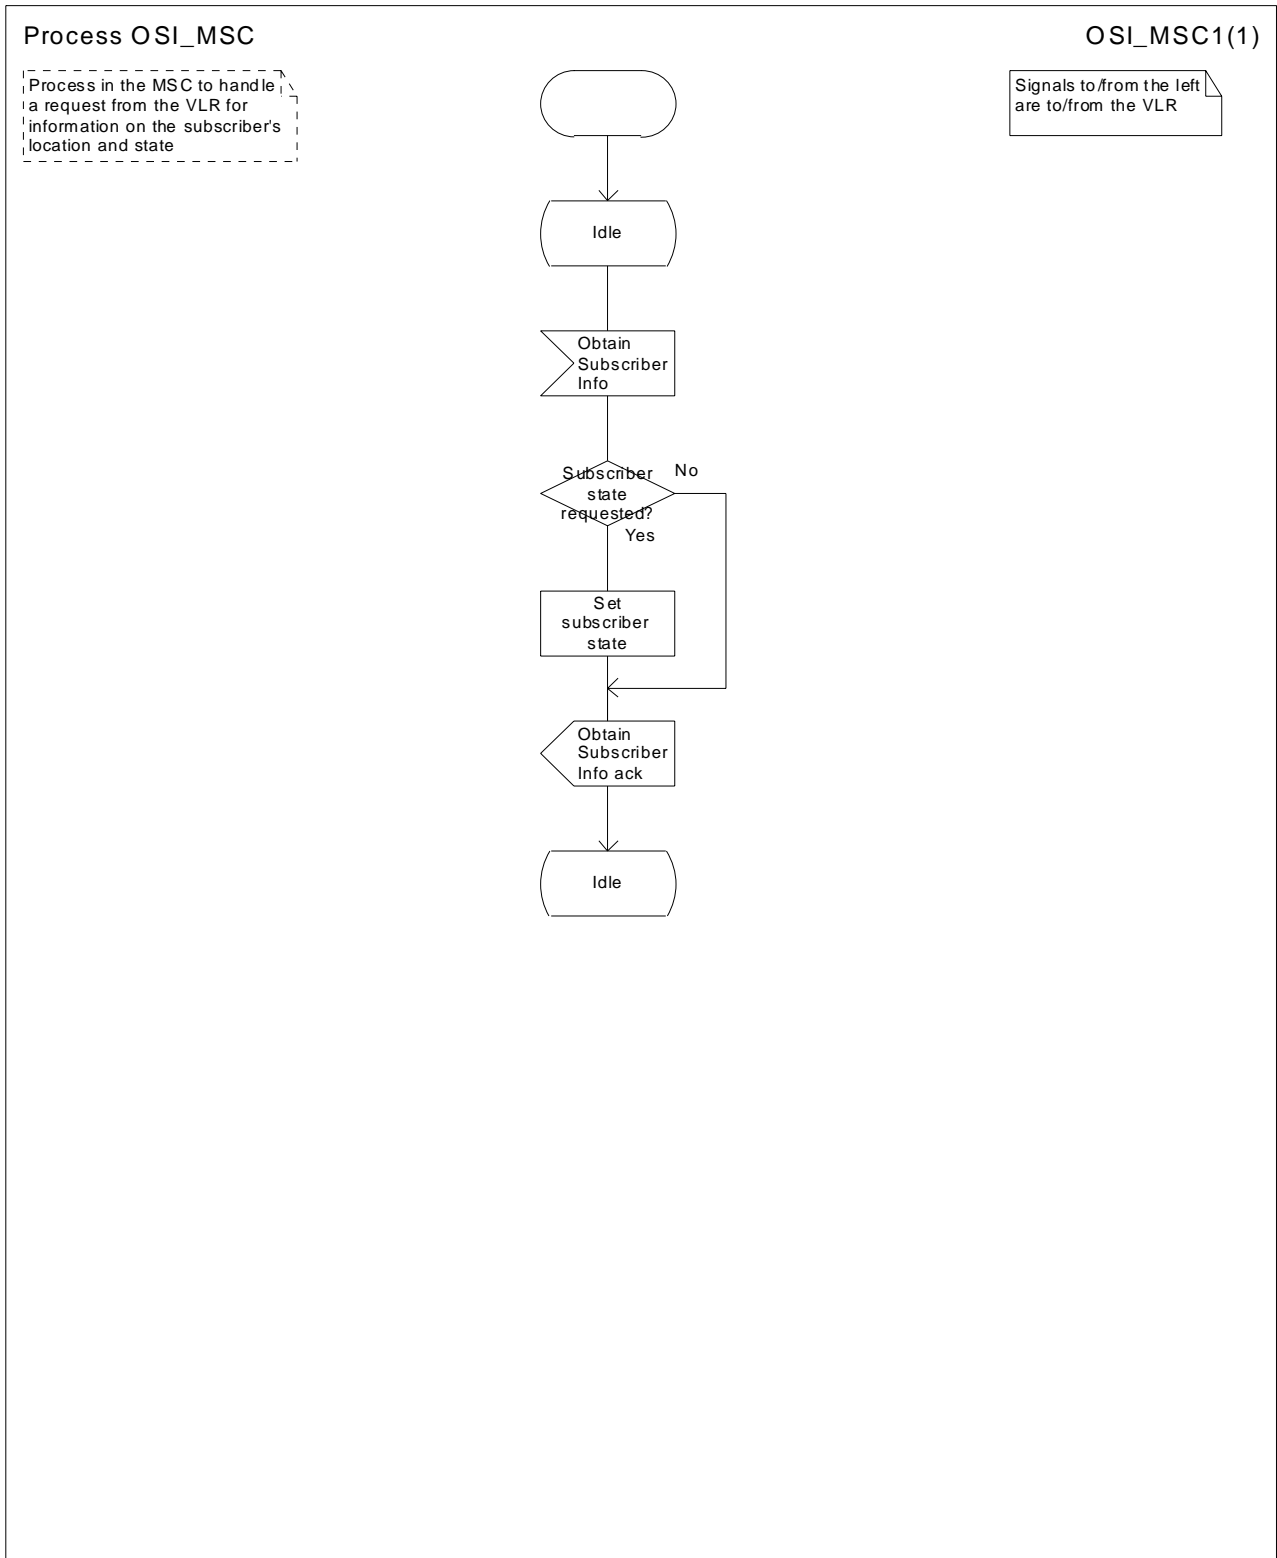 Process OSI_MSC
OSI_MSC1(1)
Process in the MSC to handle
a request from the VLR for
information on the subscriber's
location and state
Signals to/from the left
are to/from the VLR
Idle
Obtain
Subscriber
Info
Subscriber
state
requested?
No
Yes
Set
subscriber
state
Obtain
Subscriber
Info ack
Idle